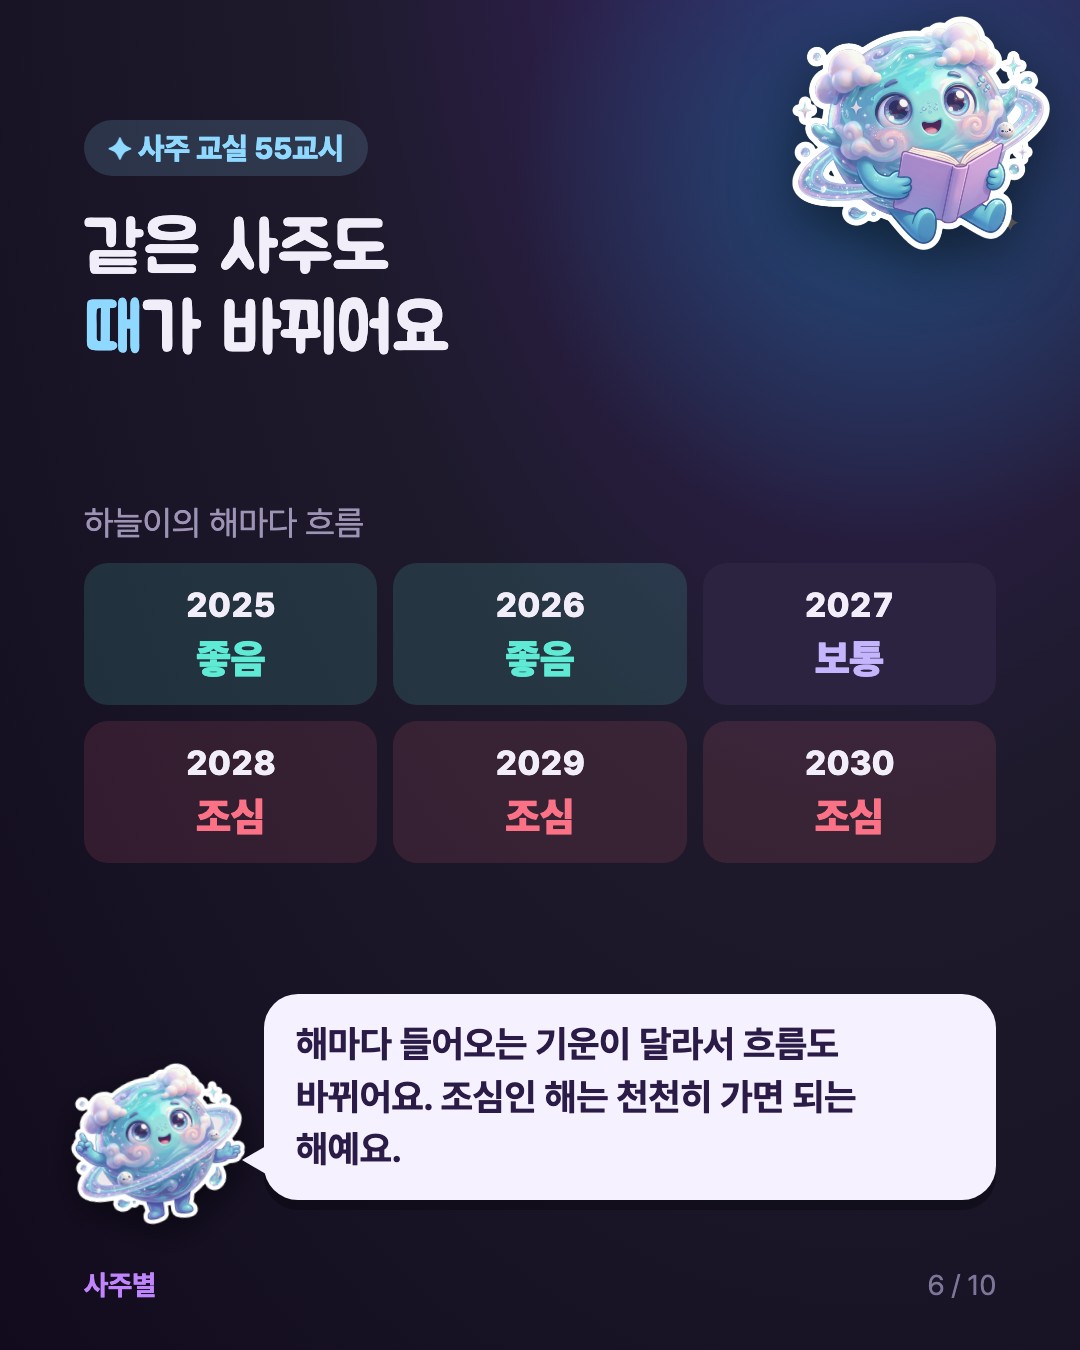 ✦ 사주 교실 55교시
같은 사주도
때가 바뀌어요
하늘이의 해마다 흐름
2025
좋음
2026
좋음
2027
보통
2028
조심
2029
조심
2030
조심
해마다 들어오는 기운이 달라서 흐름도
바뀌어요. 조심인 해는 천천히 가면 되는
해예요.
사주별
6 / 10